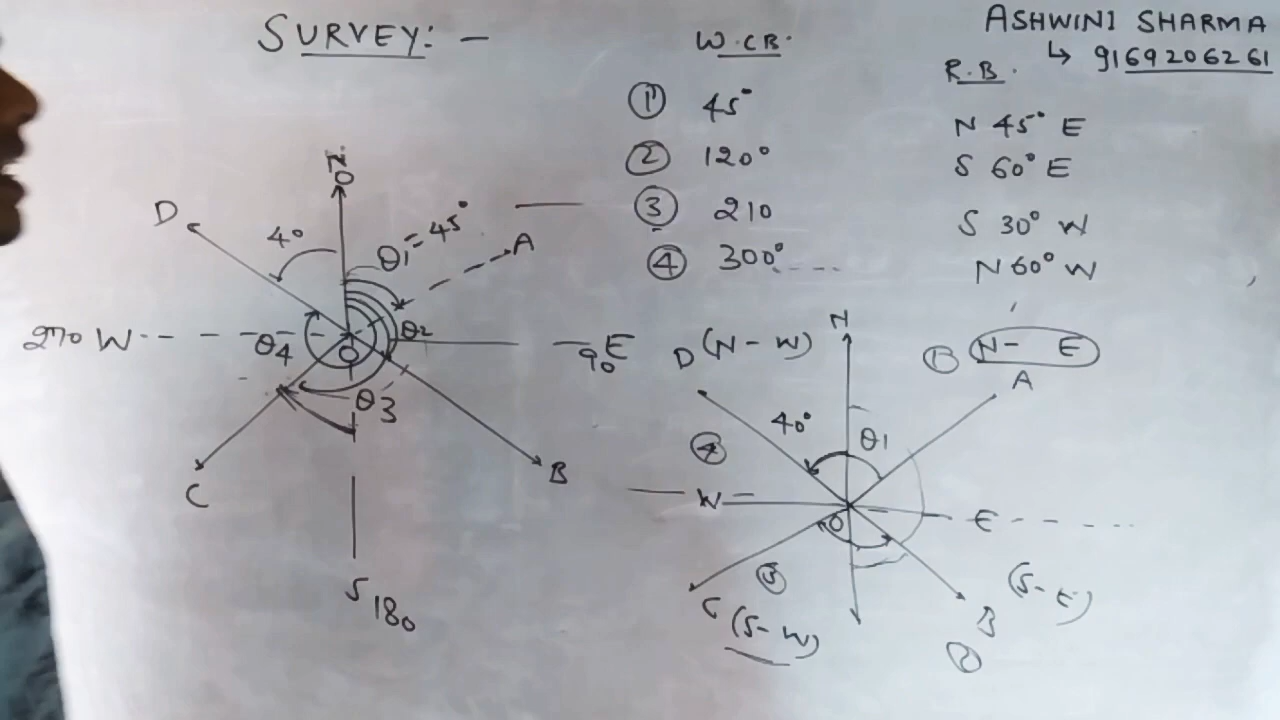 SURVEY: -
ASHWINI SHARMA
↳ 9169206261
W.C.B.
① 45°
② 120°
③ 210
④ 300°
R.B.
N 45° E
S 60° E
S 30° W
N 60° W
N
0
D
40
θ1 = 45°
A
270 W
θ4
O
θ2
90 E
θ3
C
B
S 180
N
D (N - W)
① N - E
A
40°
θ1
④
W
O
E
③
C (S - W)
(S - E)
B
②